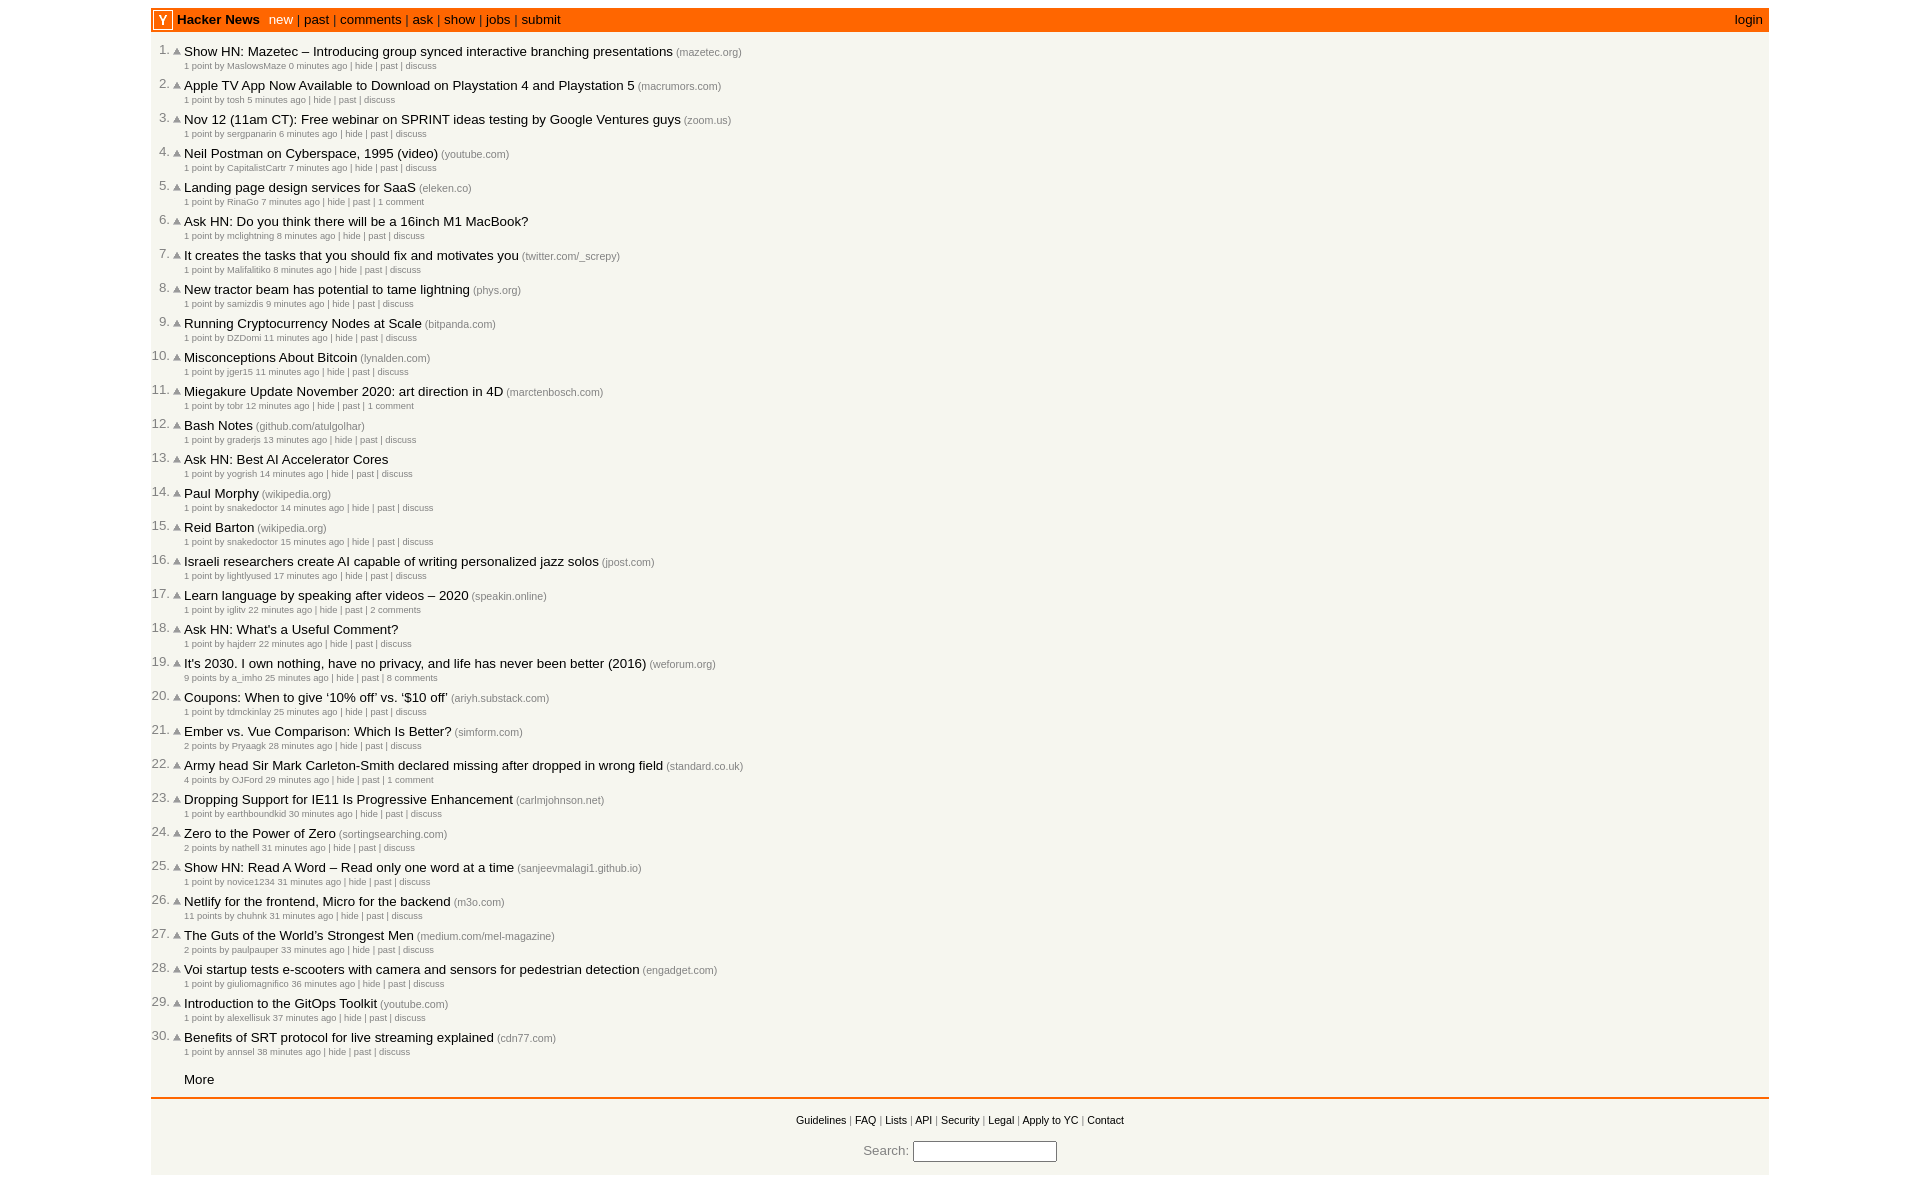 Y Hacker News new | past | comments | ask | show | jobs | submit login
1. Show HN: Mazetec – Introducing group synced interactive branching presentations (mazetec.org)
1 point by MaslowsMaze 0 minutes ago | hide | past | discuss
2. Apple TV App Now Available to Download on Playstation 4 and Playstation 5 (macrumors.com)
1 point by tosh 5 minutes ago | hide | past | discuss
3. Nov 12 (11am CT): Free webinar on SPRINT ideas testing by Google Ventures guys (zoom.us)
1 point by sergpanarin 6 minutes ago | hide | past | discuss
4. Neil Postman on Cyberspace, 1995 (video) (youtube.com)
1 point by CapitalistCartr 7 minutes ago | hide | past | discuss
5. Landing page design services for SaaS (eleken.co)
1 point by RinaGo 7 minutes ago | hide | past | 1 comment
6. Ask HN: Do you think there will be a 16inch M1 MacBook?
1 point by mclightning 8 minutes ago | hide | past | discuss
7. It creates the tasks that you should fix and motivates you (twitter.com/_screpy)
1 point by Malifalitiko 8 minutes ago | hide | past | discuss
8. New tractor beam has potential to tame lightning (phys.org)
1 point by samizdis 9 minutes ago | hide | past | discuss
9. Running Cryptocurrency Nodes at Scale (bitpanda.com)
1 point by DZDomi 11 minutes ago | hide | past | discuss
10. Misconceptions About Bitcoin (lynalden.com)
1 point by jger15 11 minutes ago | hide | past | discuss
11. Miegakure Update November 2020: art direction in 4D (marctenbosch.com)
1 point by tobr 12 minutes ago | hide | past | 1 comment
12. Bash Notes (github.com/atulgolhar)
1 point by graderjs 13 minutes ago | hide | past | discuss
13. Ask HN: Best AI Accelerator Cores
1 point by yogrish 14 minutes ago | hide | past | discuss
14. Paul Morphy (wikipedia.org)
1 point by snakedoctor 14 minutes ago | hide | past | discuss
15. Reid Barton (wikipedia.org)
1 point by snakedoctor 15 minutes ago | hide | past | discuss
16. Israeli researchers create AI capable of writing personalized jazz solos (jpost.com)
1 point by lightlyused 17 minutes ago | hide | past | discuss
17. Learn language by speaking after videos – 2020 (speakin.online)
1 point by iglitv 22 minutes ago | hide | past | 2 comments
18. Ask HN: What's a Useful Comment?
1 point by hajderr 22 minutes ago | hide | past | discuss
19. It's 2030. I own nothing, have no privacy, and life has never been better (2016) (weforum.org)
9 points by a_imho 25 minutes ago | hide | past | 8 comments
20. Coupons: When to give ‘10% off’ vs. ‘$10 off’ (ariyh.substack.com)
1 point by tdmckinlay 25 minutes ago | hide | past | discuss
21. Ember vs. Vue Comparison: Which Is Better? (simform.com)
2 points by Pryaagk 28 minutes ago | hide | past | discuss
22. Army head Sir Mark Carleton-Smith declared missing after dropped in wrong field (standard.co.uk)
4 points by OJFord 29 minutes ago | hide | past | 1 comment
23. Dropping Support for IE11 Is Progressive Enhancement (carlmjohnson.net)
1 point by earthboundkid 30 minutes ago | hide | past | discuss
24. Zero to the Power of Zero (sortingsearching.com)
2 points by nathell 31 minutes ago | hide | past | discuss
25. Show HN: Read A Word – Read only one word at a time (sanjeevmalagi1.github.io)
1 point by novice1234 31 minutes ago | hide | past | discuss
26. Netlify for the frontend, Micro for the backend (m3o.com)
11 points by chuhnk 31 minutes ago | hide | past | discuss
27. The Guts of the World’s Strongest Men (medium.com/mel-magazine)
2 points by paulpauper 33 minutes ago | hide | past | discuss
28. Voi startup tests e-scooters with camera and sensors for pedestrian detection (engadget.com)
1 point by giuliomagnifico 36 minutes ago | hide | past | discuss
29. Introduction to the GitOps Toolkit (youtube.com)
1 point by alexellisuk 37 minutes ago | hide | past | discuss
30. Benefits of SRT protocol for live streaming explained (cdn77.com)
1 point by annsel 38 minutes ago | hide | past | discuss
More
Guidelines | FAQ | Lists | API | Security | Legal | Apply to YC | Contact
Search: